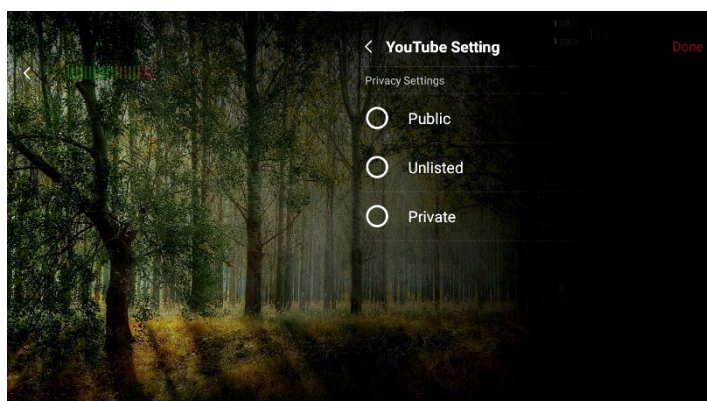 YouTube Setting
Done
Privacy Settings
Public
Unlisted
Private